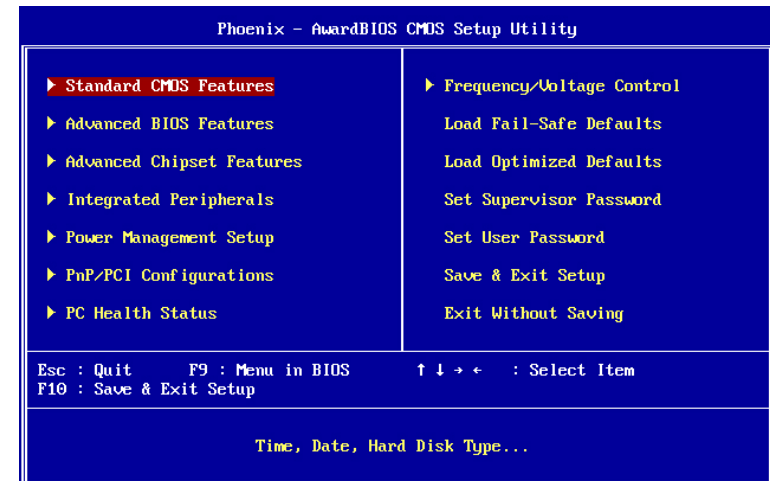 Phoenix - AwardBIOS CMOS Setup Utility
Standard CMOS Features
Advanced BIOS Features
Advanced Chipset Features
Integrated Peripherals
Power Management Setup
PnP/PCI Configurations
PC Health Status
Frequency/Voltage Control
Load Fail-Safe Defaults
Load Optimized Defaults
Set Supervisor Password
Set User Password
Save & Exit Setup
Exit Without Saving
Esc : Quit F9 : Menu in BIOS ↑ ↓ → ← : Select Item
F10 : Save & Exit Setup
Time, Date, Hard Disk Type...